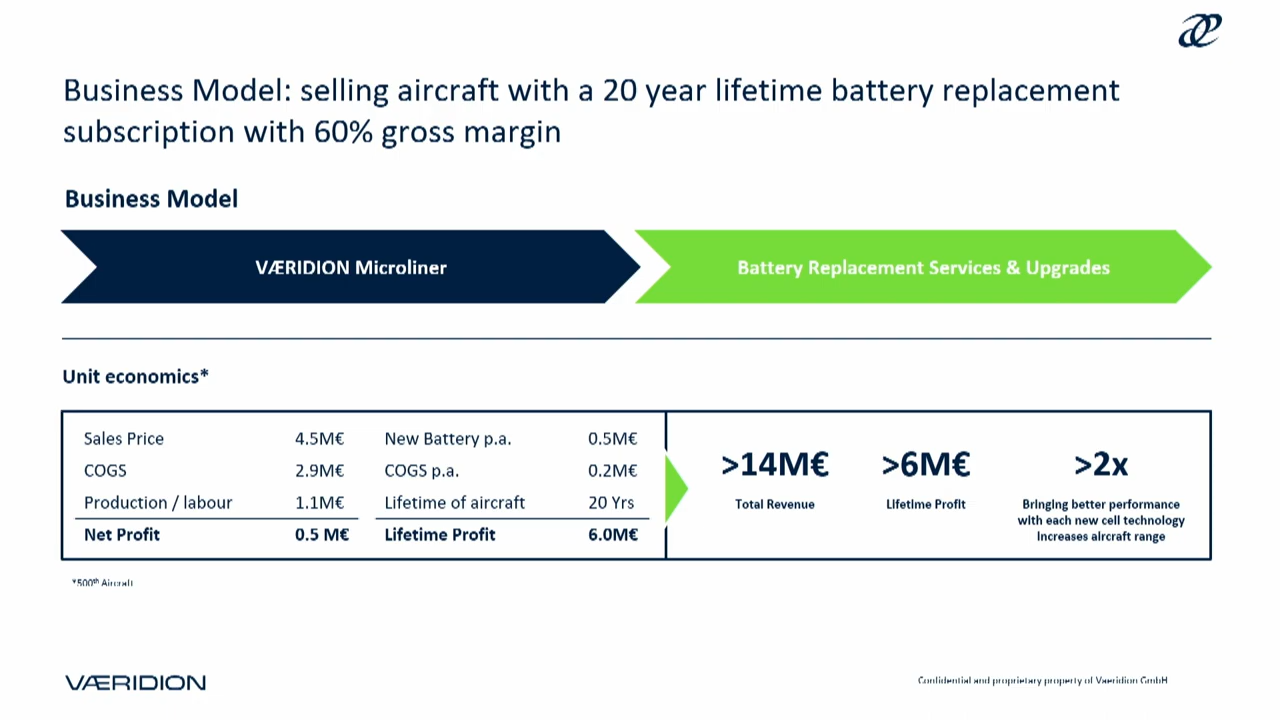 Business Model: selling aircraft with a 20 year lifetime battery replacement
subscription with 60% gross margin
Business Model
VÆRIDION Microliner
Battery Replacement Services & Upgrades
Unit economics*
Sales Price 4.5M€
COGS 2.9M€
Production / labour 1.1M€
Net Profit 0.5 M€
New Battery p.a. 0.5M€
COGS p.a. 0.2M€
Lifetime of aircraft 20 Yrs
Lifetime Profit 6.0M€
>14M€
Total Revenue
>6M€
Lifetime Profit
>2x
Bringing better performance
with each new cell technology
increases aircraft range
*500th Aircraft
VÆRIDION
Confidential and proprietary property of Vaeridion GmbH